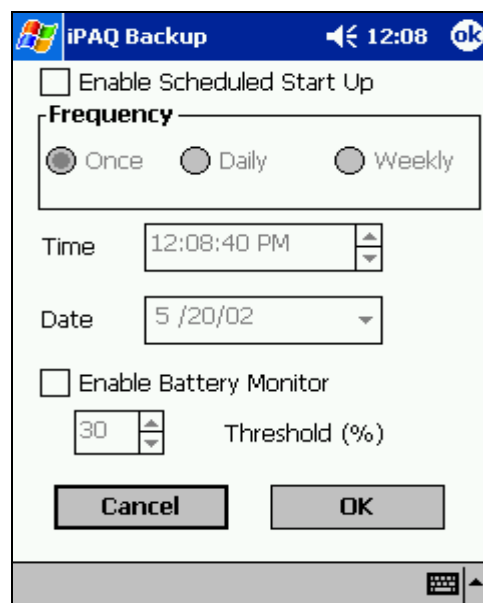 iPAQ Backup 12:08 ok
Enable Scheduled Start Up
Frequency
Once Daily Weekly
Time 12:08:40 PM
Date 5 /20/02
Enable Battery Monitor
30 Threshold (%)
Cancel OK